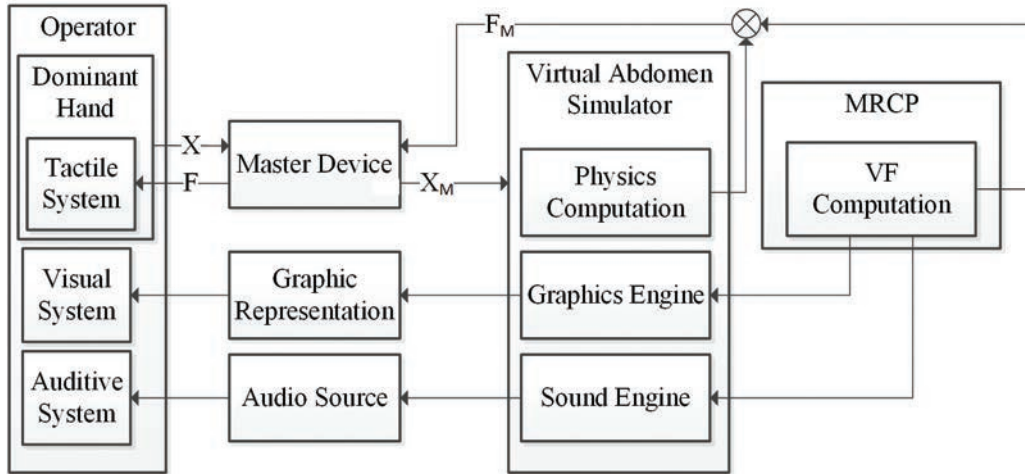 Operator
Dominant
Hand
Tactile
System
Visual
System
Auditive
System
X
F
Master Device
Graphic
Representation
Audio Source
F_M
X_M
Virtual Abdomen
Simulator
Physics
Computation
Graphics Engine
Sound Engine
MRCP
VF
Computation